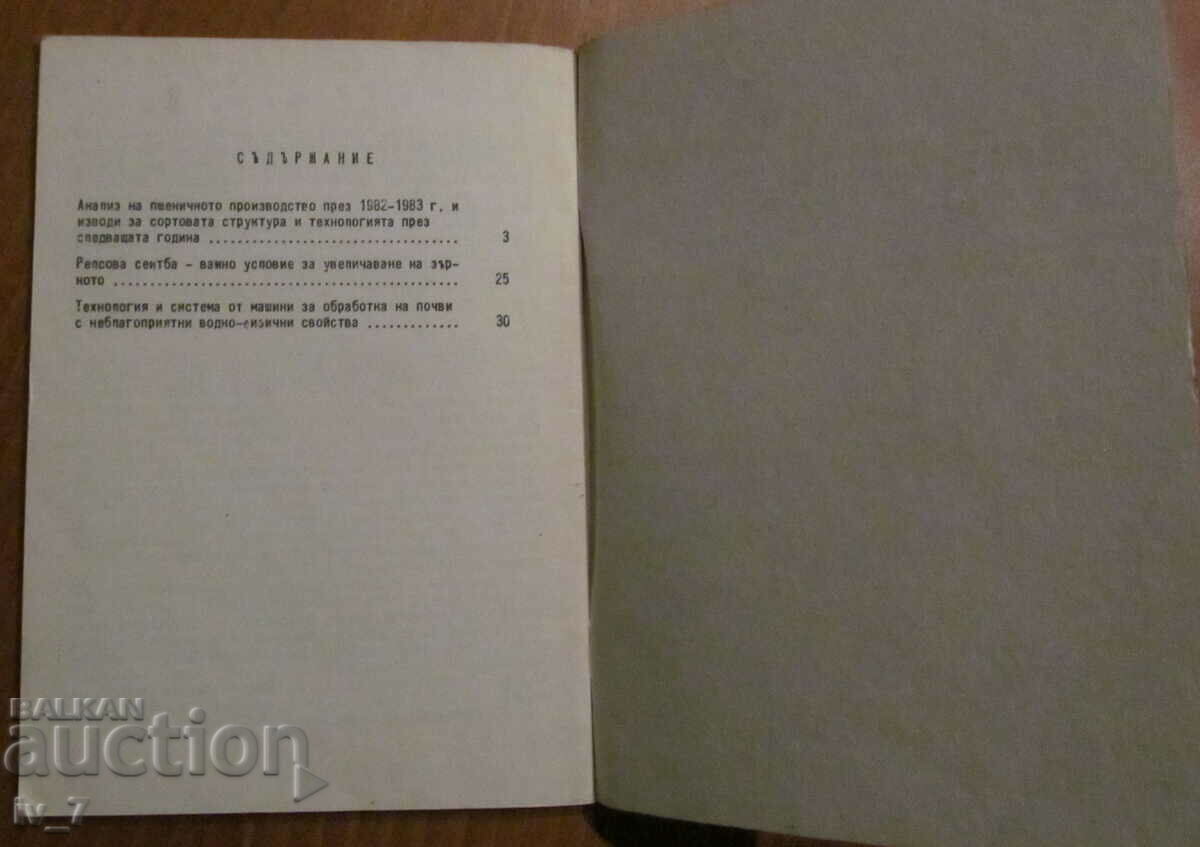 СЪДЪРЖАНИЕ
Анализ на пшеничното производство през 1982-1983 г. и
изводи за сортовата структура и технологията през
следващата година ................................... 3
Репсова сеитба - важно условие за увеличаване на зър-
ното ................................................ 25
Технология и система от машини за обработка на почви
с неблагоприятни водно-физични свойства ............. 30
BALKAN
auction
iv_7